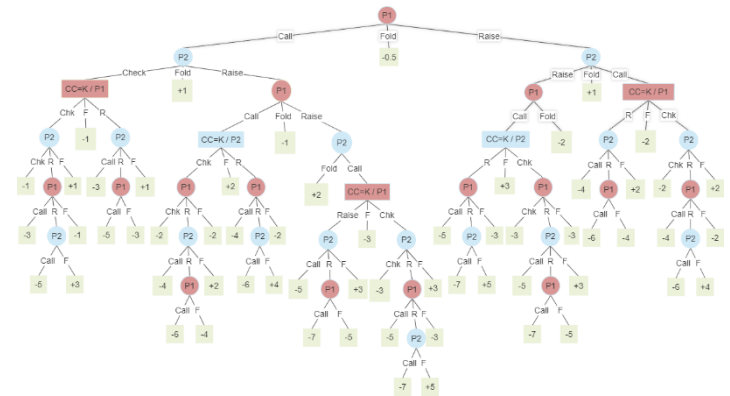 P1
Call Fold Raise
P2 -0.5 P2
Check Fold Raise Raise Fold Call
CC=K / P1 +1 P1 P1 +1 CC=K / P1
Chk F R Call Fold Raise Call Fold R F Chk
P2 -1 P2 CC=K / P2 -1 P2 CC=K / P2 -2 P2 -2 P2
Chk R F Call R F Chk F R Fold Call R F Chk Call R F Chk R F
-1 P1 +1 -3 P1 +1 P1 +2 P1 +2 CC=K / P1 P1 +3 P1 -4 P1 +2 -2 P1 +2
Call R F Call F Chk R F Call R F Raise F Chk Call R F Chk R F Call F Call R F
-3 P2 -1 -5 -3 -2 P2 -2 -4 P2 -2 P2 -3 P2 -5 P2 -3 -3 P2 -3 -6 -4 -4 P2 -2
Call F Call R F Call F Call R F Chk R F Call F Call R F Call F
-5 +3 -4 P1 +2 -6 +4 -5 P1 +3 -3 P1 +3 -7 +5 -5 P1 +3 -6 +4
Call F Call F Call R F Call F
-6 -4 -7 -5 -5 P2 -3 -7 -5
Call F
-7 +5